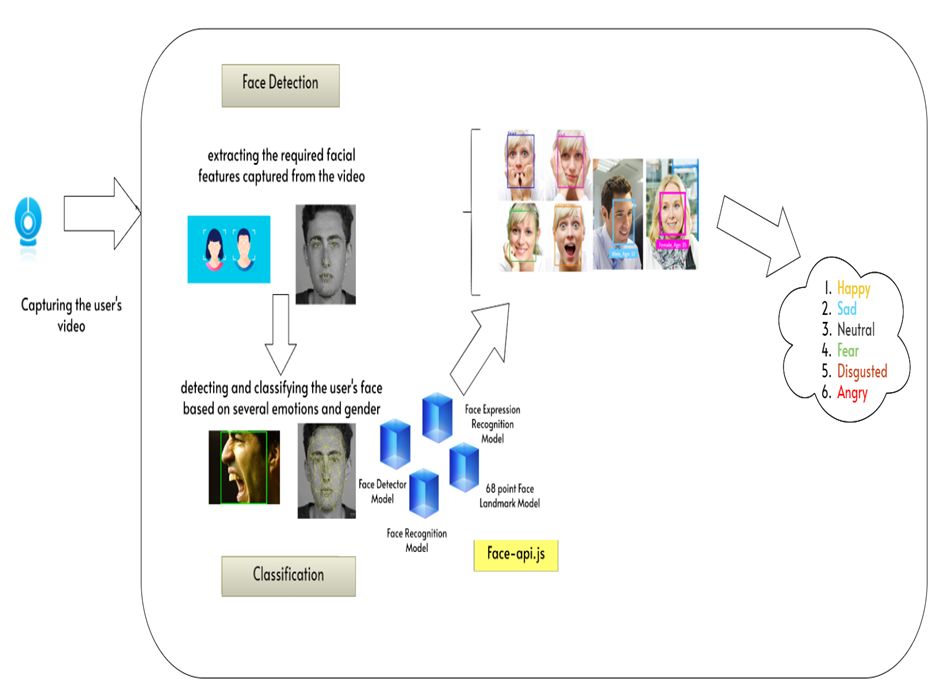 Face Detection
extracting the required facial
features captured from the video
Capturing the user's
video
detecting and classifying the user's face
based on several emotions and gender
Face Expression
Recognition
Model
Face Detector
Model
68 point Face
Landmark Model
Face Recognition
Model
Face-api.js
Classification
1. Happy
2. Sad
3. Neutral
4. Fear
5. Disgusted
6. Angry